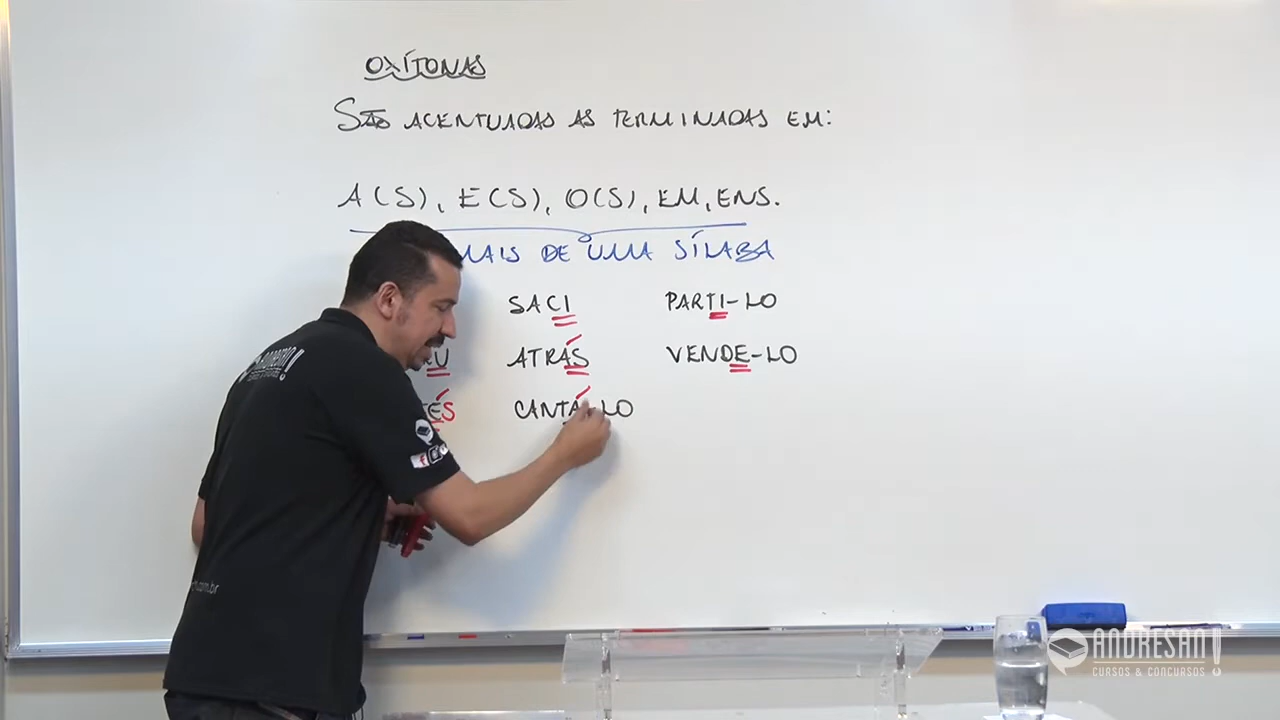 OXÍTONAS
SÃO ACENTUADAS AS TERMINADAS EM:
A(S), E(S), O(S), EM, ENS.
MAIS DE UMA SÍLABA
SACI PARTI-LO
ATRÁS VENDE-LO
CANTÁ-LO
ANDRESAN!
CURSOS & CONCURSOS